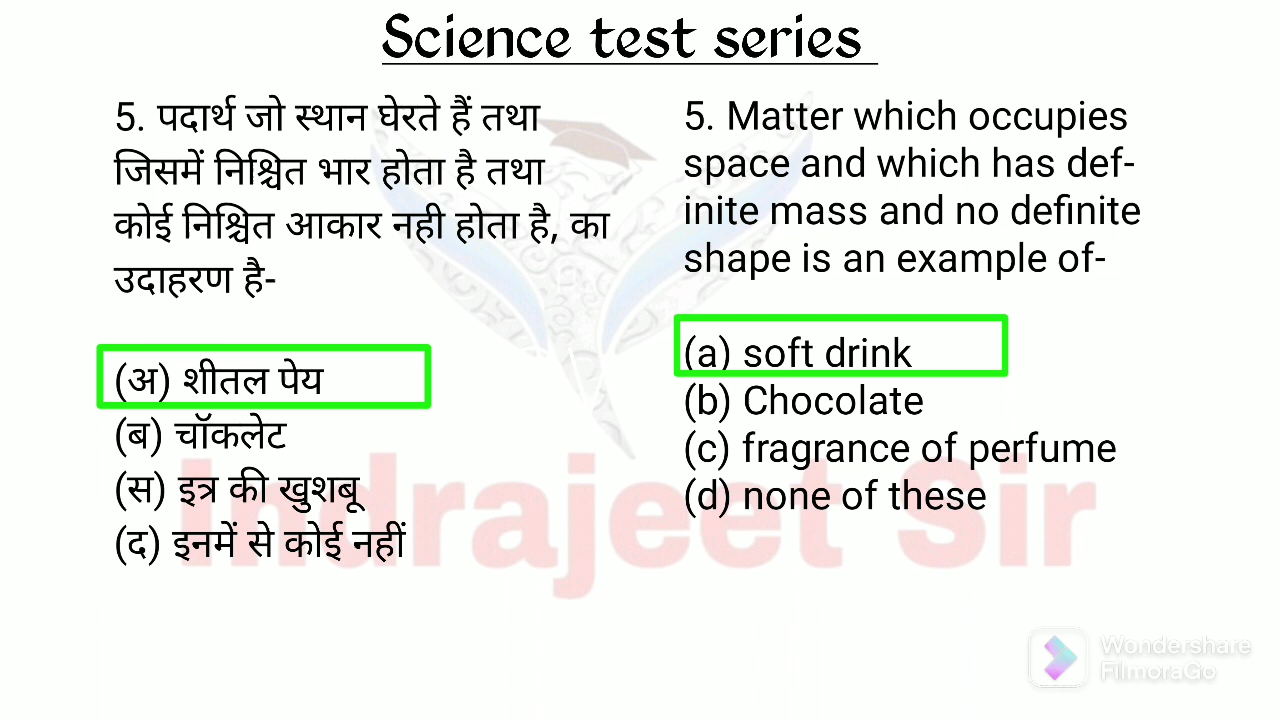 Science test series
5. पदार्थ जो स्थान घेरते हैं तथा
जिसमें निश्चित भार होता है तथा
कोई निश्चित आकार नही होता है, का
उदाहरण है-
(अ) शीतल पेय
(ब) चॉकलेट
(स) इत्र की खुशबू
(द) इनमें से कोई नहीं
5. Matter which occupies
space and which has def-
inite mass and no definite
shape is an example of-
(a) soft drink
(b) Chocolate
(c) fragrance of perfume
(d) none of these
Indrajeet Sir
Wondershare
FilmoraGo